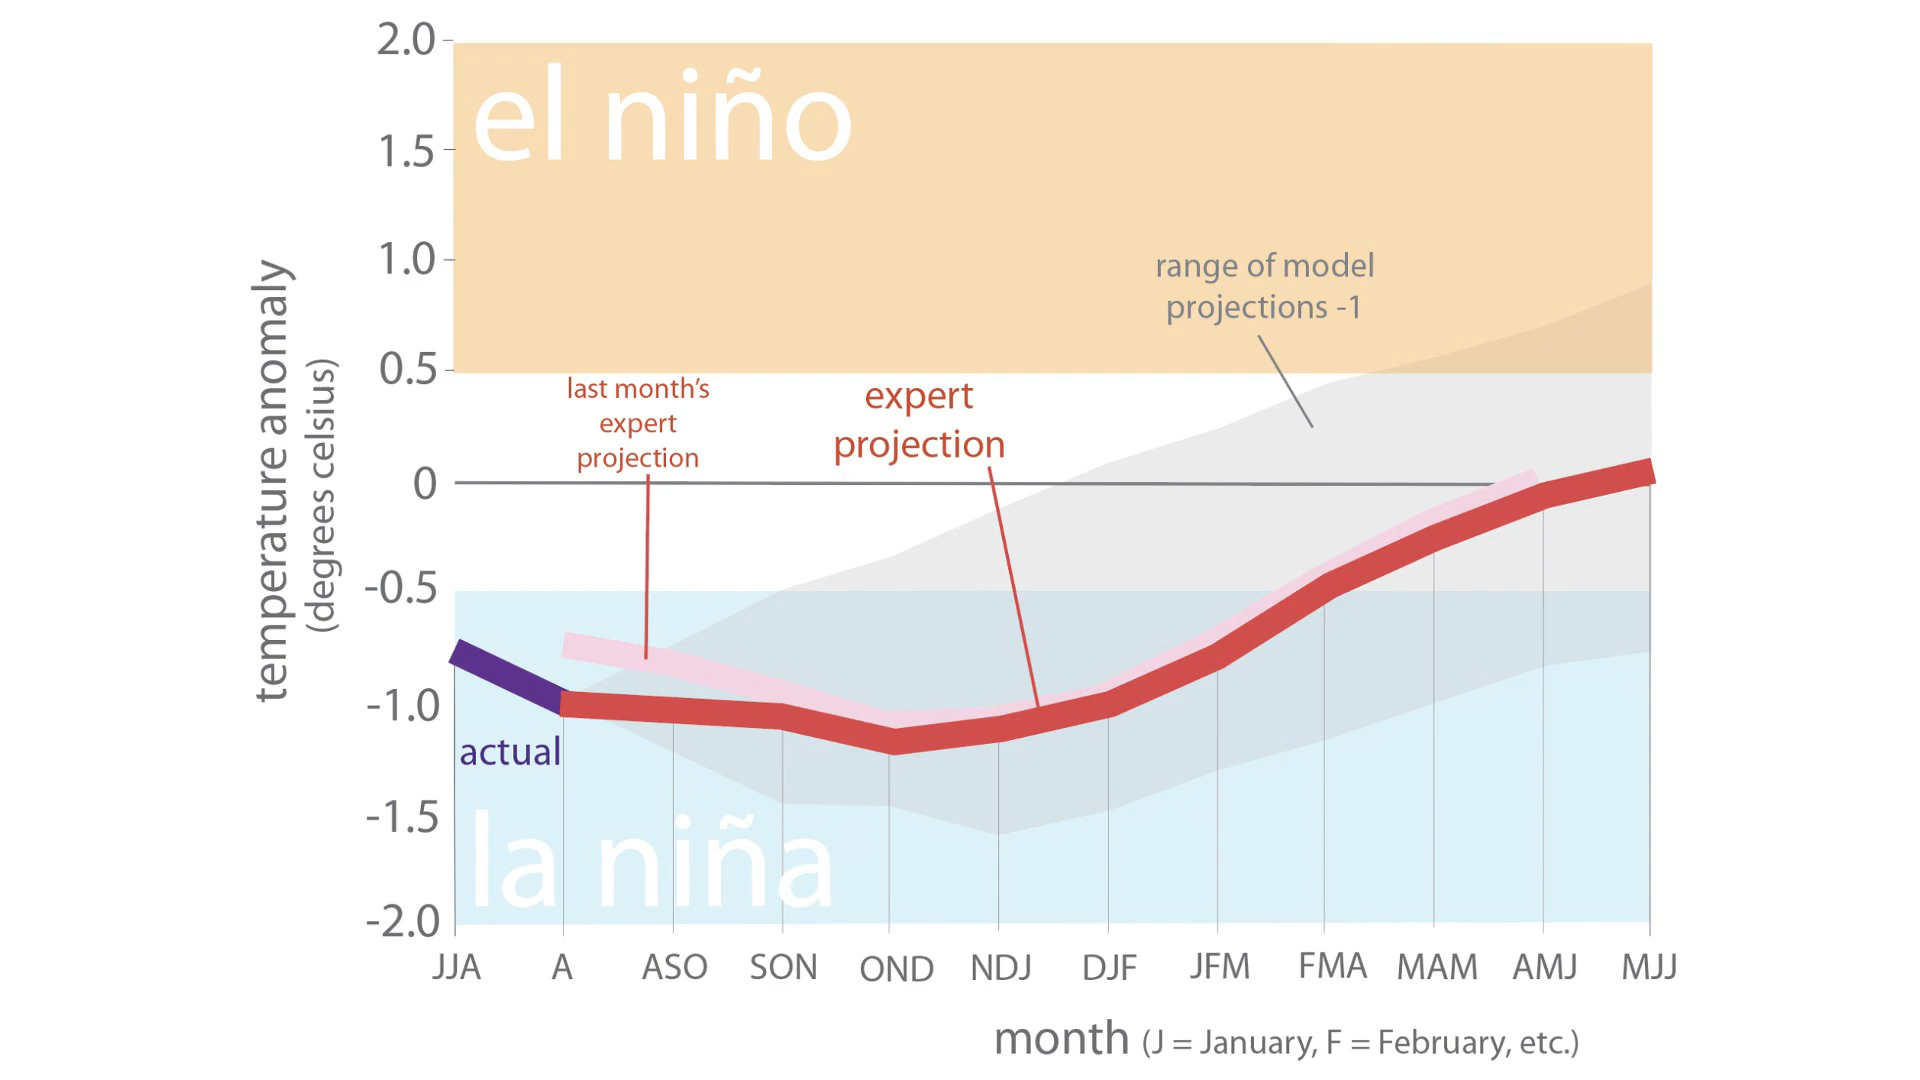 2.0
el niño
1.5
1.0
range of model
projections -1
0.5
last month's
expert
projection
expert
projection
0
temperature anomaly
(degrees celsius)
-0.5
-1.0
actual
-1.5
la niña
-2.0
JJA A ASO SON OND NDJ DJF JFM FMA MAM AMJ MJJ
month (J = January, F = February, etc.)